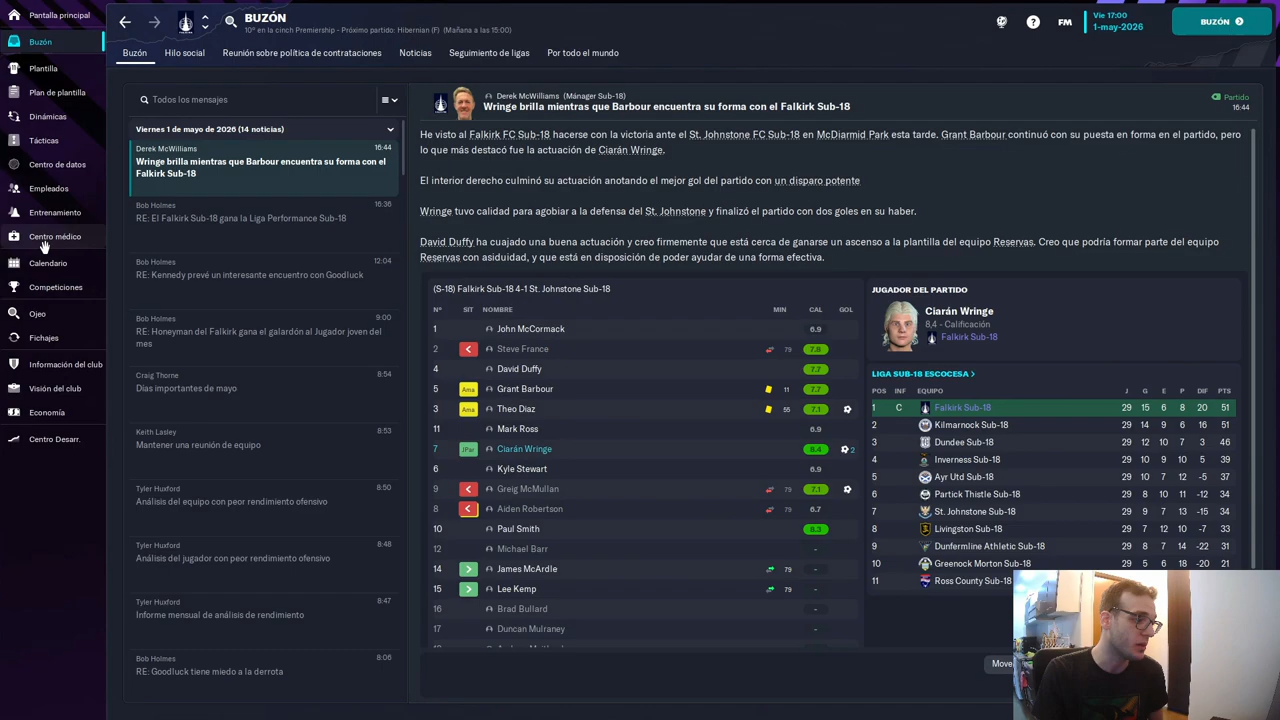 Pantalla principal
Buzón
Plantilla
Plan de plantilla
Dinámicas
Tácticas
Centro de datos
Empleados
Entrenamiento
Centro médico
Calendario
Competiciones
Ojeo
Fichajes
Información del club
Visión del club
Economía
Centro Desarr.
BUZÓN
10º en la cinch Premiership - Próximo partido: Hibernian (F) (Mañana a las 15:00)
FM
Vie 17:00
1-may-2026
BUZÓN
Buzón
Hilo social
Reunión sobre política de contrataciones
Noticias
Seguimiento de ligas
Por todo el mundo
Todos los mensajes
Viernes 1 de mayo de 2026 (14 noticias)
Derek McWilliams 16:44
Wringe brilla mientras que Barbour encuentra su forma con el
Falkirk Sub-18
Bob Holmes 16:36
RE: El Falkirk Sub-18 gana la Liga Performance Sub-18
Bob Holmes 12:04
RE: Kennedy prevé un interesante encuentro con Goodluck
Bob Holmes 9:00
RE: Honeyman del Falkirk gana el galardón al Jugador joven del
mes
Craig Thorne 8:54
Días importantes de mayo
Keith Lasley 8:53
Mantener una reunión de equipo
Tyler Huxford 8:50
Análisis del equipo con peor rendimiento ofensivo
Tyler Huxford 8:48
Análisis del jugador con peor rendimiento ofensivo
Tyler Huxford 8:47
Informe mensual de análisis de rendimiento
Bob Holmes 8:06
RE: Goodluck tiene miedo a la derrota
Derek McWilliams (Mánager Sub-18)
Wringe brilla mientras que Barbour encuentra su forma con el Falkirk Sub-18
Partido
16:44
He visto al Falkirk FC Sub-18 hacerse con la victoria ante el St. Johnstone FC Sub-18 en McDiarmid Park esta tarde. Grant Barbour continuó con su puesta en forma en el partido, pero
lo que más destacó fue la actuación de Ciarán Wringe.
El interior derecho culminó su actuación anotando el mejor gol del partido con un disparo potente
Wringe tuvo calidad para agobiar a la defensa del St. Johnstone y finalizó el partido con dos goles en su haber.
David Duffy ha cuajado una buena actuación y creo firmemente que está cerca de ganarse un ascenso a la plantilla del equipo Reservas. Creo que podría formar parte del equipo
Reservas con asiduidad, y que está en disposición de poder ayudar de una forma efectiva.
(S-18) Falkirk Sub-18 4-1 St. Johnstone Sub-18
Nº SIT NOMBRE MIN CAL GOL
1 John McCormack 6.9
2 Steve France 79 7.8
4 David Duffy 7.7
5 Ama Grant Barbour 11 7.7
3 Ama Theo Diaz 55 7.1
11 Mark Ross 6.9
7 JPar Ciarán Wringe 8.4 2
6 Kyle Stewart 6.9
9 Greig McMullan 79 7.1
8 Aiden Robertson 79 6.7
10 Paul Smith 8.3
12 Michael Barr -
14 James McArdle 79 -
15 Lee Kemp 79 -
16 Brad Bullard -
17 Duncan Mulraney -
JUGADOR DEL PARTIDO
Ciarán Wringe
8,4 - Calificación
Falkirk Sub-18
LIGA SUB-18 ESCOCESA >
POS INF EQUIPO J G E P DIF PTS
1 C Falkirk Sub-18 29 15 6 8 20 51
2 Kilmarnock Sub-18 29 14 9 6 16 51
3 Dundee Sub-18 29 12 10 7 3 46
4 Inverness Sub-18 29 10 9 10 5 39
5 Ayr Utd Sub-18 29 10 7 12 -5 37
6 Partick Thistle Sub-18 29 8 10 11 -12 34
7 St. Johnstone Sub-18 29 9 7 13 -15 34
8 Livingston Sub-18 29 7 12 10 -7 33
9 Dunfermline Athletic Sub-18 29 8 7 14 -22 31
10 Greenock Morton Sub-18 29 5 6 18 -20 21
11 Ross County Sub-18